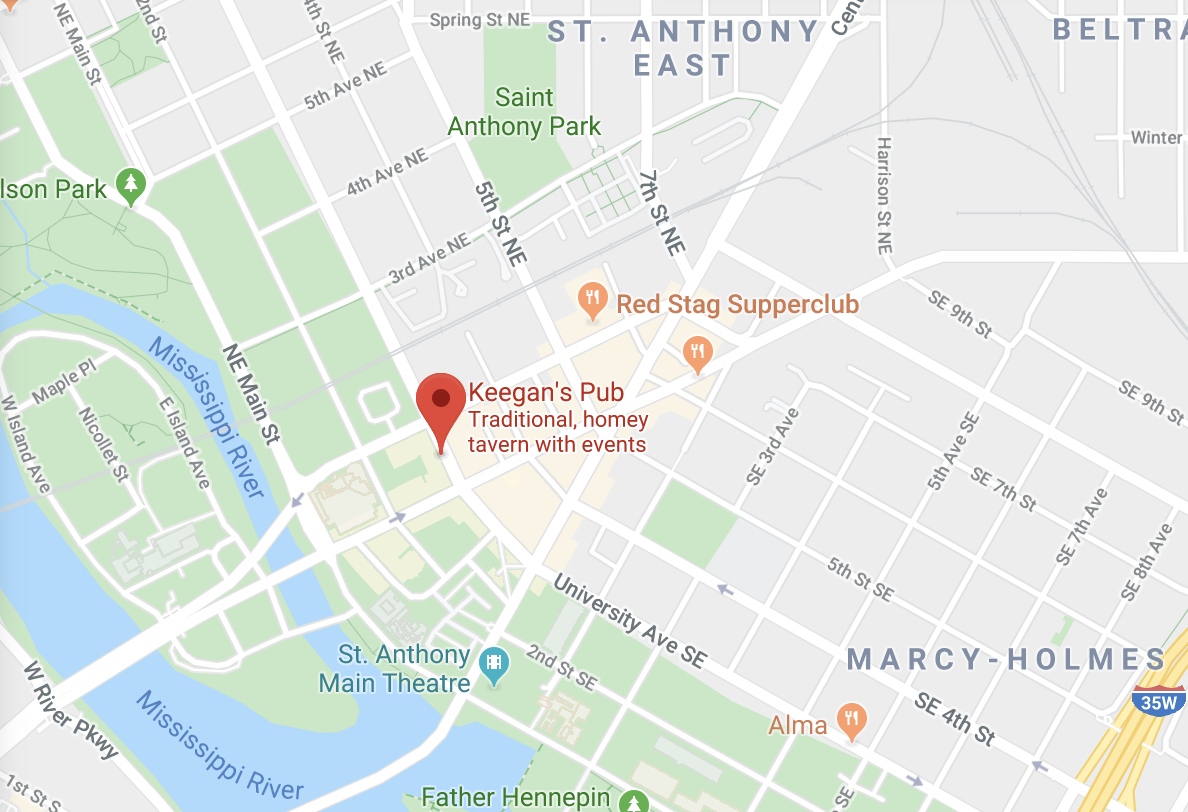 Spring St NE
ST. ANTHONY
EAST
BELTRA
Cen
NE Main St
2nd St
4th St NE
5th Ave NE
Saint
Anthony Park
4th Ave NE
Winter
Harrison St NE
lson Park
5th St NE
7th St NE
3rd Ave NE
Red Stag Supperclub
SE 9th St
Mississippi River
NE Main St
Maple Pl
W Island Ave
Nicollet St
E Island Ave
Keegan's Pub
Traditional, homey
tavern with events
SE 9th St
SE 3rd Ave
5th Ave SE
SE 7th St
SE 7th Ave
SE 8th Ave
5th St SE
University Ave SE
MARCY-HOLMES
St. Anthony
Main Theatre
2nd St SE
35W
W River Pkwy
Mississippi River
Alma
SE 4th St
1st St S
Father Hennepin
SE